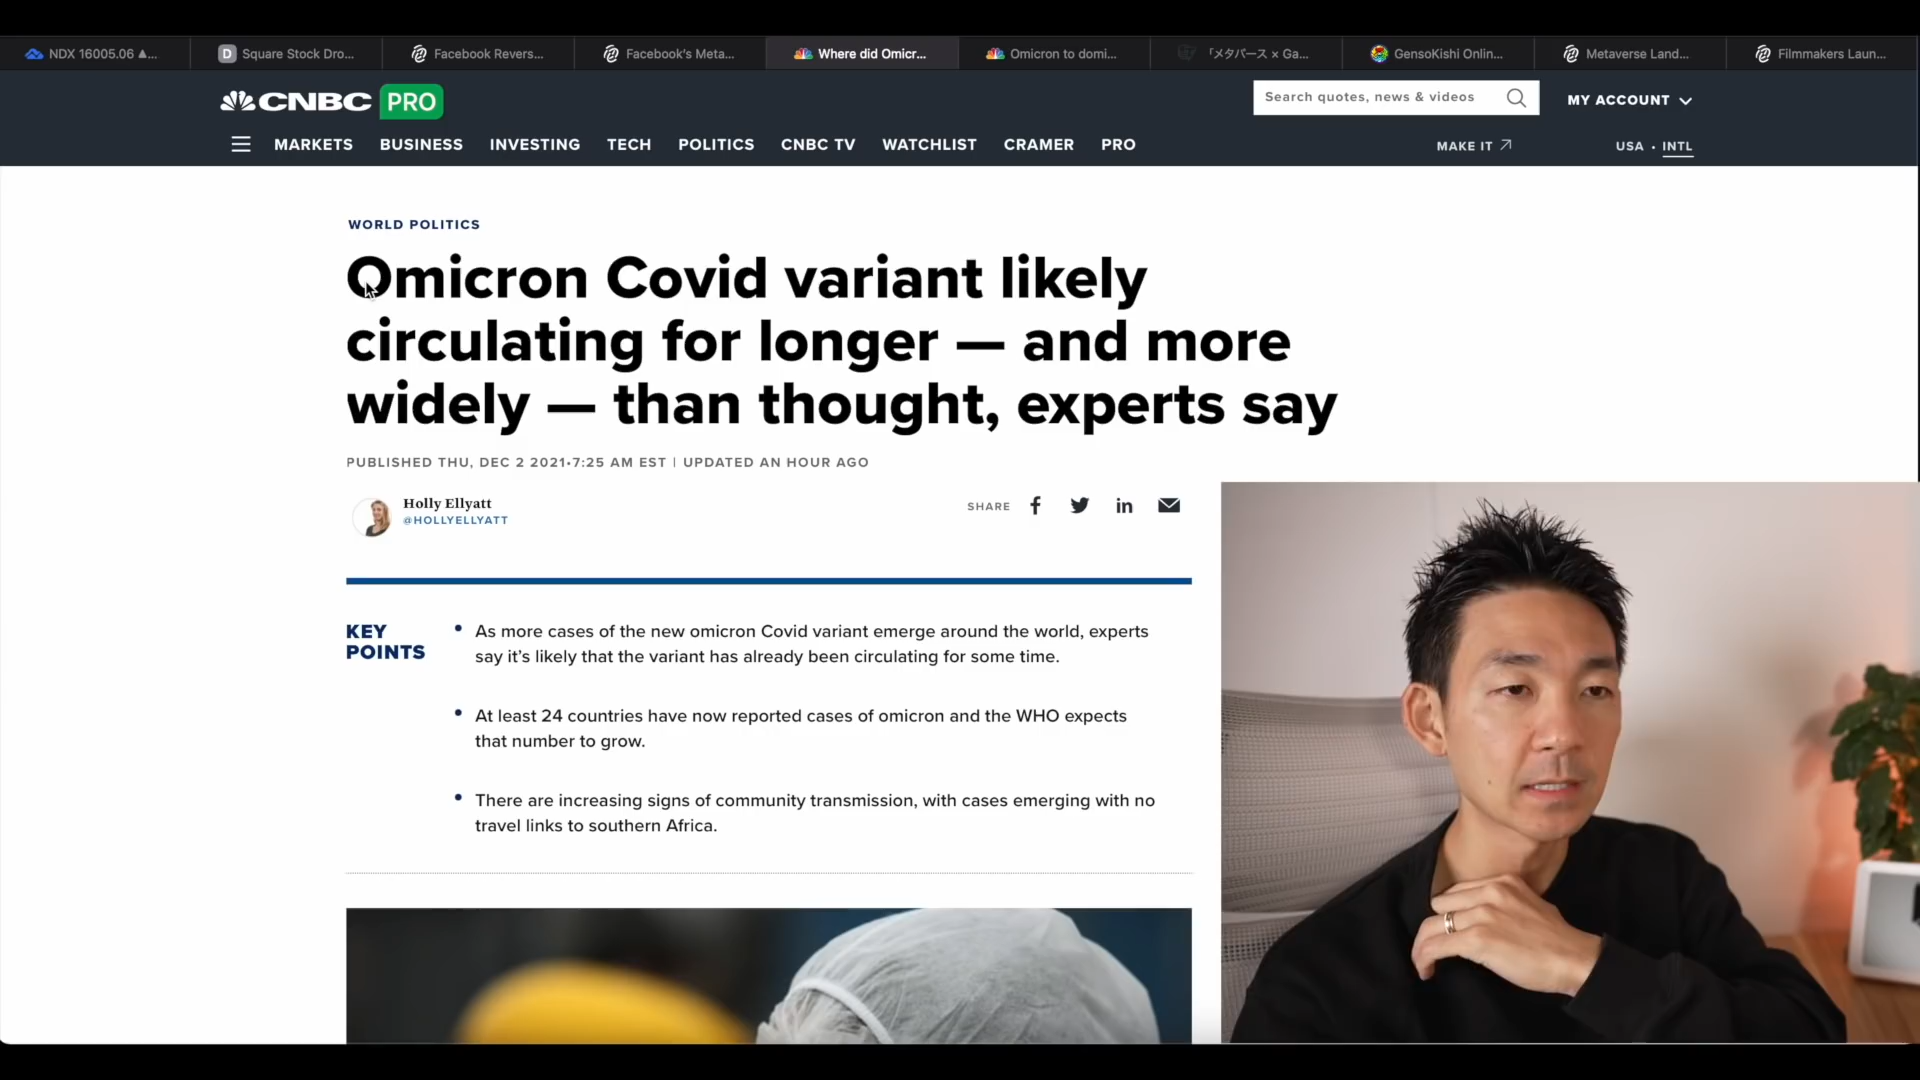 NDX 16005.06 ▲...
Square Stock Dro...
Facebook Revers...
Facebook's Meta...
Where did Omicr...
Omicron to domi...
「メタバース × Ga...
GensoKishi Onlin...
Metaverse Land...
Filmmakers Laun...
CNBC PRO
Search quotes, news & videos
MY ACCOUNT
MARKETS BUSINESS INVESTING TECH POLITICS CNBC TV WATCHLIST CRAMER PRO
MAKE IT
USA • INTL
WORLD POLITICS
Omicron Covid variant likely
circulating for longer — and more
widely — than thought, experts say
PUBLISHED THU, DEC 2 2021•7:25 AM EST | UPDATED AN HOUR AGO
Holly Ellyatt
@HOLLYELLYATT
SHARE
KEY
POINTS
• As more cases of the new omicron Covid variant emerge around the world, experts
say it’s likely that the variant has already been circulating for some time.
• At least 24 countries have now reported cases of omicron and the WHO expects
that number to grow.
• There are increasing signs of community transmission, with cases emerging with no
travel links to southern Africa.